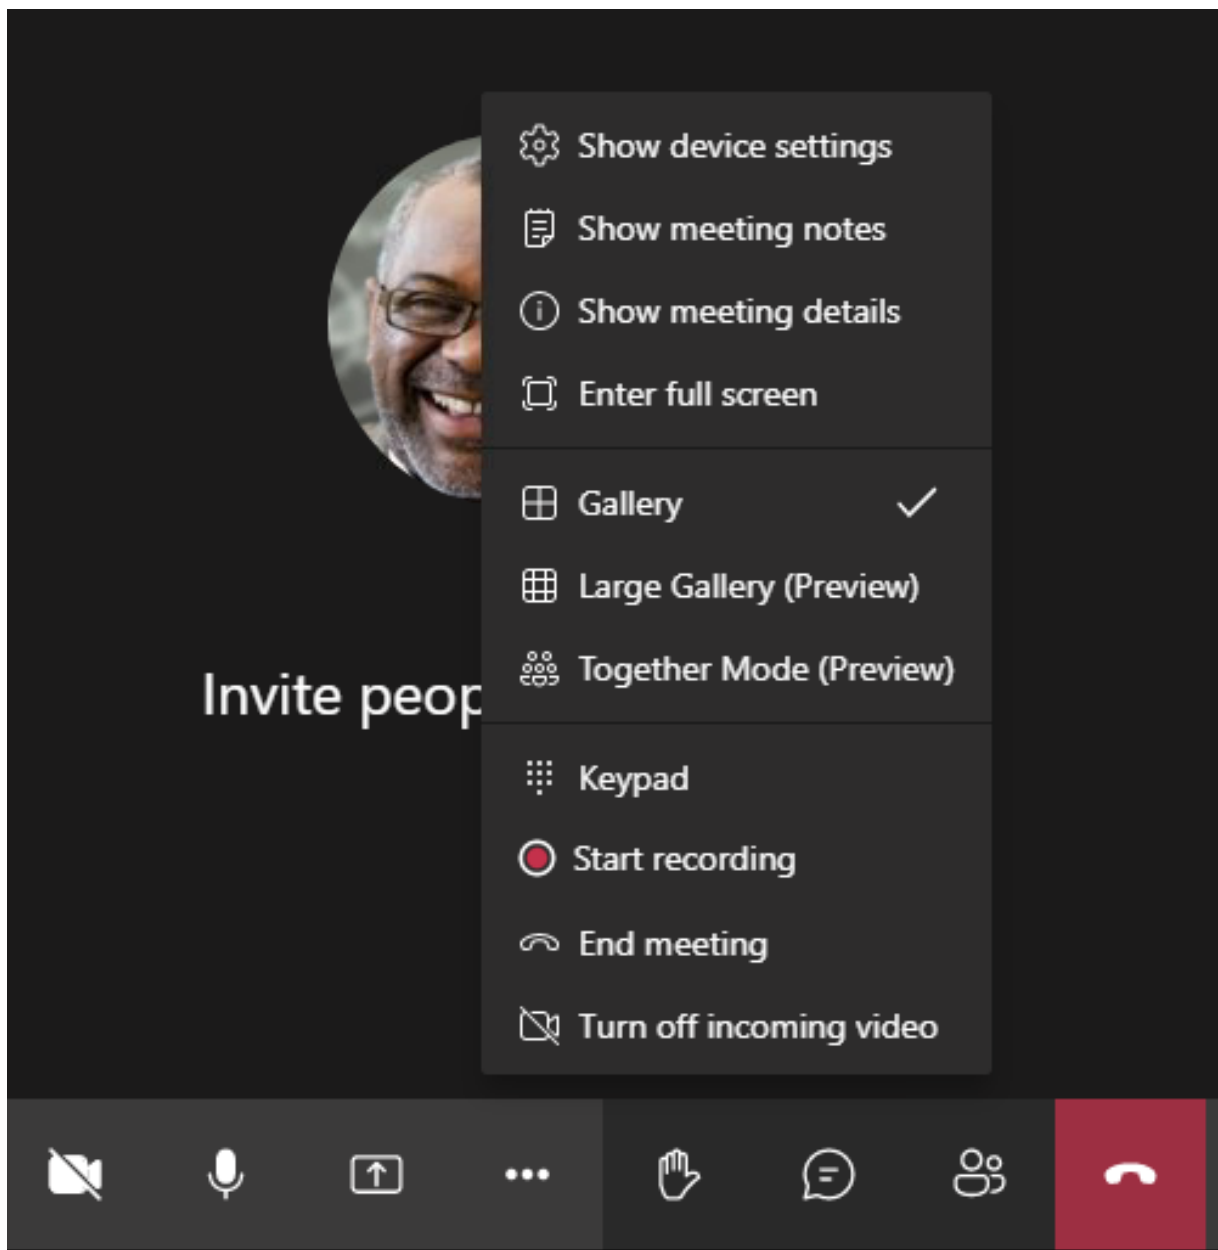 Show device settings
Show meeting notes
Show meeting details
Enter full screen
Gallery
Large Gallery (Preview)
Together Mode (Preview)
Invite peop
Keypad
Start recording
End meeting
Turn off incoming video